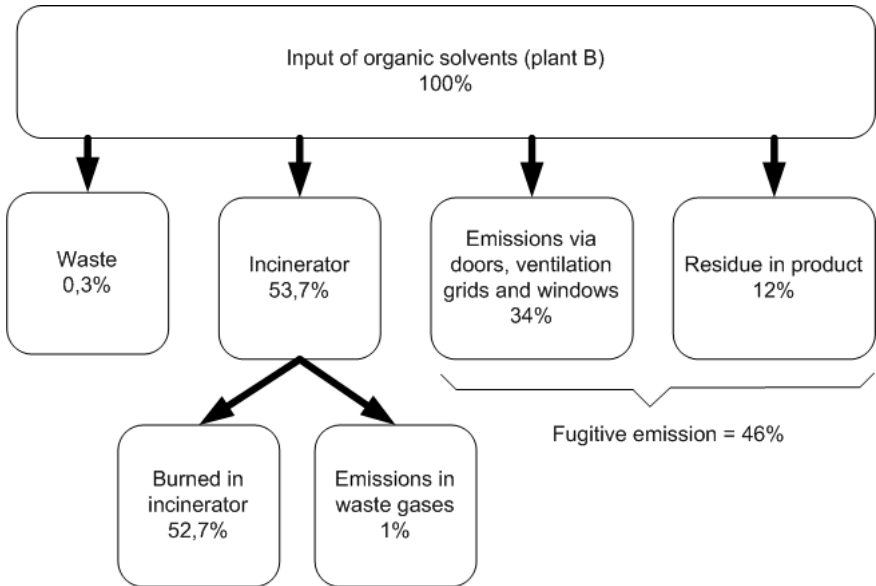 Input of organic solvents (plant B)
100%
Waste
0,3%
Incinerator
53,7%
Emissions via
doors, ventilation
grids and windows
34%
Residue in product
12%
Fugitive emission = 46%
Burned in
incinerator
52,7%
Emissions in
waste gases
1%